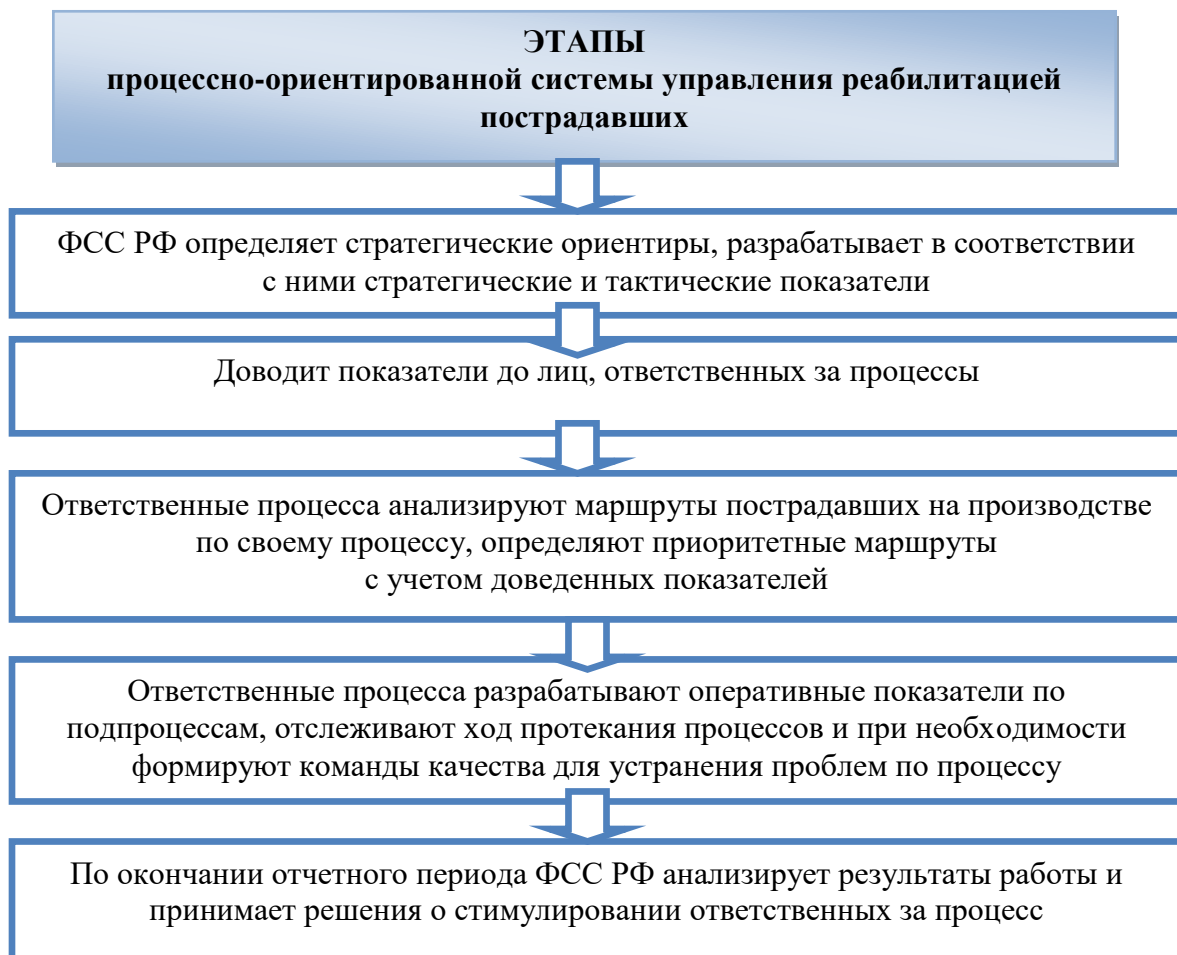 ЭТАПЫ
процессно-ориентированной системы управления реабилитацией
пострадавших
ФСС РФ определяет стратегические ориентиры, разрабатывает в соответствии
с ними стратегические и тактические показатели
Доводит показатели до лиц, ответственных за процессы
Ответственные процесса анализируют маршруты пострадавших на производстве
по своему процессу, определяют приоритетные маршруты
с учетом доведенных показателей
Ответственные процесса разрабатывают оперативные показатели по
подпроцессам, отслеживают ход протекания процессов и при необходимости
формируют команды качества для устранения проблем по процессу
По окончании отчетного периода ФСС РФ анализирует результаты работы и
принимает решения о стимулировании ответственных за процесс